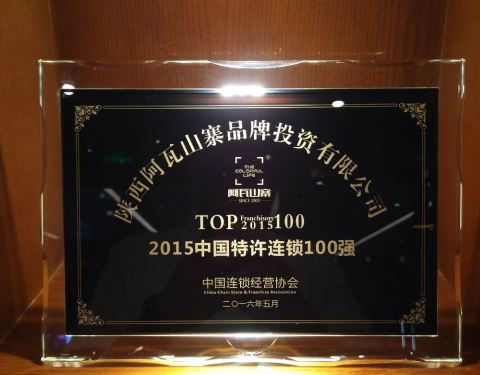 陕西阿瓦山寨品牌投资有限公司
THE
COLORFUL
LIFE
®
阿瓦山寨
SINCE 2003
TOP Franchisory 2015 100
2015中国特许连锁100强
中国连锁经营协会
China Chain Store & Franchise Association
二〇一六年五月